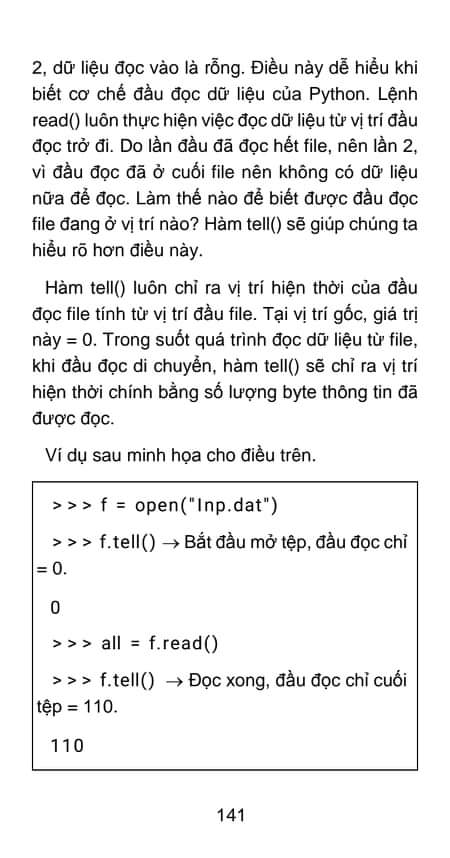 2, dữ liệu đọc vào là rỗng. Điều này dễ hiểu khi
biết cơ chế đầu đọc dữ liệu của Python. Lệnh
read() luôn thực hiện việc đọc dữ liệu từ vị trí đầu
đọc trở đi. Do lần đầu đã đọc hết file, nên lần 2,
vì đầu đọc đã ở cuối file nên không có dữ liệu
nữa để đọc. Làm thế nào để biết được đầu đọc
file đang ở vị trí nào? Hàm tell() sẽ giúp chúng ta
hiểu rõ hơn điều này.
Hàm tell() luôn chỉ ra vị trí hiện thời của đầu
đọc file tính từ vị trí đầu file. Tại vị trí gốc, giá trị
này = 0. Trong suốt quá trình đọc dữ liệu từ file,
khi đầu đọc di chuyển, hàm tell() sẽ chỉ ra vị trí
hiện thời chính bằng số lượng byte thông tin đã
được đọc.
Ví dụ sau minh họa cho điều trên.
> > > f = open("Inp.dat")
> > > f.tell() → Bắt đầu mở tệp, đầu đọc chỉ
= 0.
0
> > > all = f.read()
> > > f.tell() → Đọc xong, đầu đọc chỉ cuối
tệp = 110.
110
141